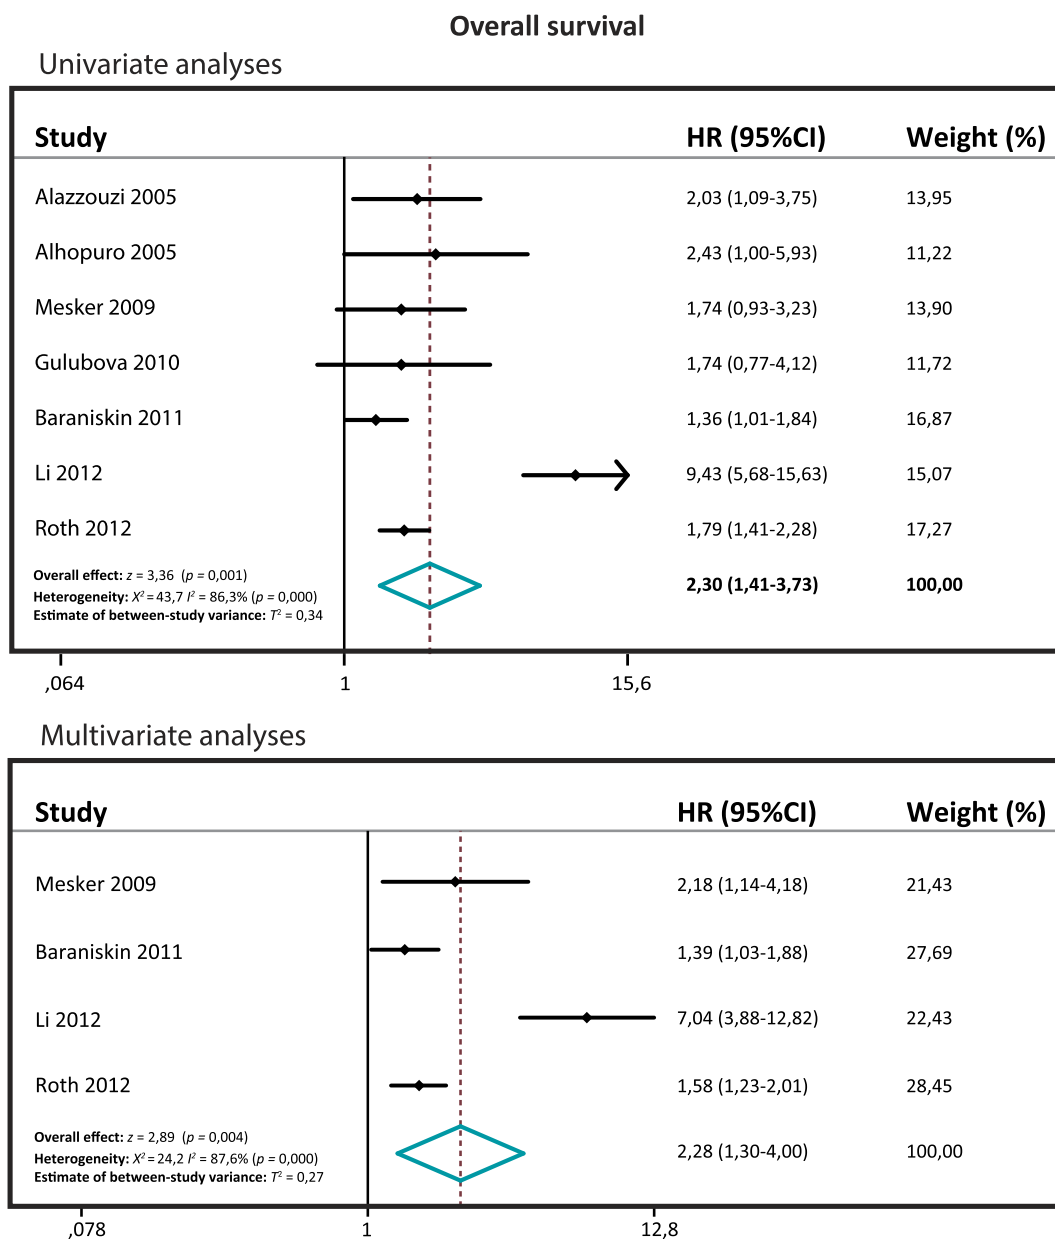 Overall survival
Univariate analyses
Study HR (95%CI) Weight (%)
Alazzouzi 2005 2,03 (1,09-3,75) 13,95
Alhopuro 2005 2,43 (1,00-5,93) 11,22
Mesker 2009 1,74 (0,93-3,23) 13,90
Gulubova 2010 1,74 (0,77-4,12) 11,72
Baraniskin 2011 1,36 (1,01-1,84) 16,87
Li 2012 9,43 (5,68-15,63) 15,07
Roth 2012 1,79 (1,41-2,28) 17,27
Overall effect: z = 3,36 (p = 0,001)
Heterogeneity: X² = 43,7 I² = 86,3% (p = 0,000) 2,30 (1,41-3,73) 100,00
Estimate of between-study variance: T² = 0,34
,064 1 15,6
Multivariate analyses
Study HR (95%CI) Weight (%)
Mesker 2009 2,18 (1,14-4,18) 21,43
Baraniskin 2011 1,39 (1,03-1,88) 27,69
Li 2012 7,04 (3,88-12,82) 22,43
Roth 2012 1,58 (1,23-2,01) 28,45
Overall effect: z = 2,89 (p = 0,004)
Heterogeneity: X² = 24,2 I² = 87,6% (p = 0,000) 2,28 (1,30-4,00) 100,00
Estimate of between-study variance: T² = 0,27
,078 1 12,8